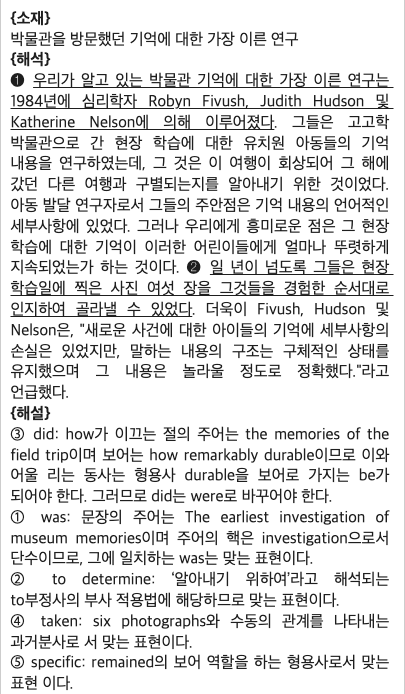 {소재}
박물관을 방문했던 기억에 대한 가장 이른 연구
{해석}
❶ 우리가 알고 있는 박물관 기억에 대한 가장 이른 연구는
1984년에 심리학자 Robyn Fivush, Judith Hudson 및
Katherine Nelson에 의해 이루어졌다. 그들은 고고학
박물관으로 간 현장 학습에 대한 유치원 아동들의 기억
내용을 연구하였는데, 그 것은 이 여행이 회상되어 그 해에
갔던 다른 여행과 구별되는지를 알아내기 위한 것이었다.
아동 발달 연구자로서 그들의 주안점은 기억 내용의 언어적인
세부사항에 있었다. 그러나 우리에게 흥미로운 점은 그 현장
학습에 대한 기억이 이러한 어린이들에게 얼마나 뚜렷하게
지속되었는가 하는 것이다. ❷ 일 년이 넘도록 그들은 현장
학습일에 찍은 사진 여섯 장을 그것들을 경험한 순서대로
인지하여 골라낼 수 있었다. 더욱이 Fivush, Hudson 및
Nelson은, "새로운 사건에 대한 아이들의 기억에 세부사항의
손실은 있었지만, 말하는 내용의 구조는 구체적인 상태를
유지했으며 그 내용은 놀라울 정도로 정확했다."라고
언급했다.
{해설}
③ did: how가 이끄는 절의 주어는 the memories of the
field trip이며 보어는 how remarkably durable이므로 이와
어울 리는 동사는 형용사 durable을 보어로 가지는 be가
되어야 한다. 그러므로 did는 were로 바꾸어야 한다.
① was: 문장의 주어는 The earliest investigation of
museum memories이며 주어의 핵은 investigation으로서
단수이므로, 그에 일치하는 was는 맞는 표현이다.
② to determine: '알아내기 위하여'라고 해석되는
to부정사의 부사 적용법에 해당하므로 맞는 표현이다.
④ taken: six photographs와 수동의 관계를 나타내는
과거분사로 서 맞는 표현이다.
⑤ specific: remained의 보어 역할을 하는 형용사로서 맞는
표현 이다.